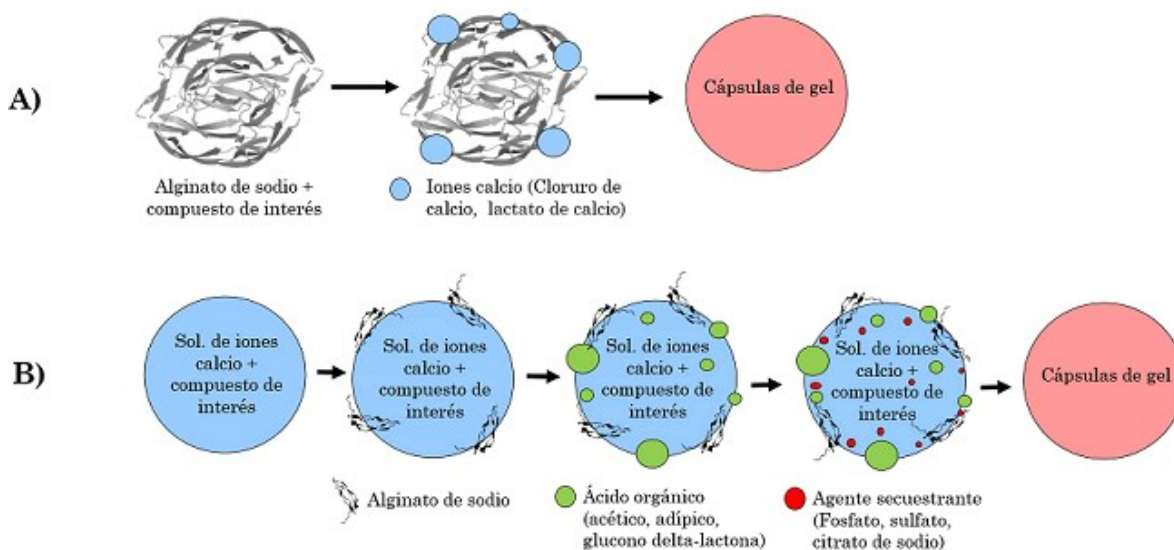 A)
Cápsulas de gel
Alginato de sodio +
compuesto de interés
Iones calcio (Cloruro de
calcio, lactato de calcio)
B)
Sol. de iones
calcio +
compuesto de
interés
Sol. de iones
calcio +
compuesto de
interés
Sol. de iones
calcio +
compuesto de
interés
Sol. de iones
calcio +
compuesto de
interés
Cápsulas de gel
Alginato de sodio
Ácido orgánico
(acético, adípico,
glucono delta-lactona)
Agente secuestrante
(Fosfato, sulfato,
citrato de sodio)